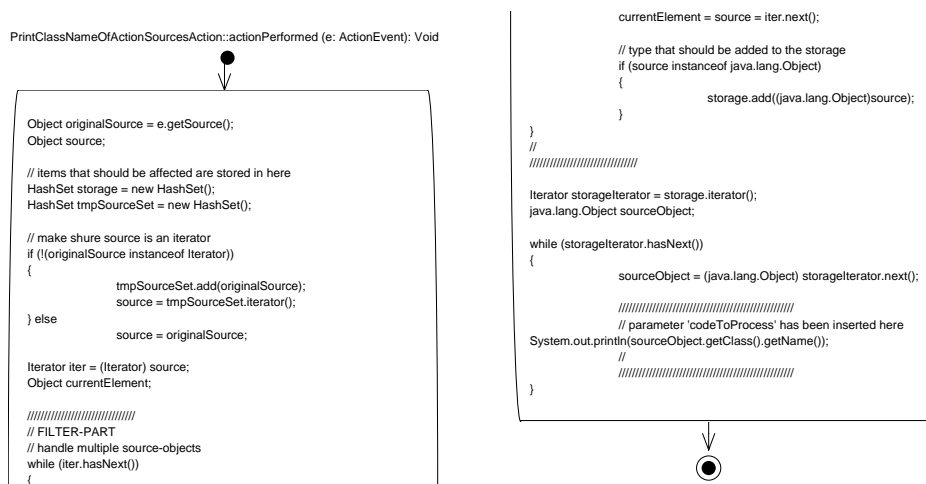 PrintClassNameOfActionSourcesAction::actionPerformed (e: ActionEvent): Void
Object originalSource = e.getSource();
Object source;
// items that should be affected are stored in here
HashSet storage = new HashSet();
HashSet tmpSourceSet = new HashSet();
// make shure source is an iterator
if (!(originalSource instanceof Iterator))
{
tmpSourceSet.add(originalSource);
source = tmpSourceSet.iterator();
} else
source = originalSource;
Iterator iter = (Iterator) source;
Object currentElement;
////////////////////////////////
// FILTER-PART
// handle multiple source-objects
while (iter.hasNext())
{
currentElement = source = iter.next();
// type that should be added to the storage
if (source instanceof java.lang.Object)
{
storage.add((java.lang.Object)source);
}
}
//
////////////////////////////////
Iterator storageIterator = storage.iterator();
java.lang.Object sourceObject;
while (storageIterator.hasNext())
{
sourceObject = (java.lang.Object) storageIterator.next();
////////////////////////////////////////////////////
// parameter 'codeToProcess' has been inserted here
System.out.println(sourceObject.getClass().getName());
//
////////////////////////////////////////////////////
}